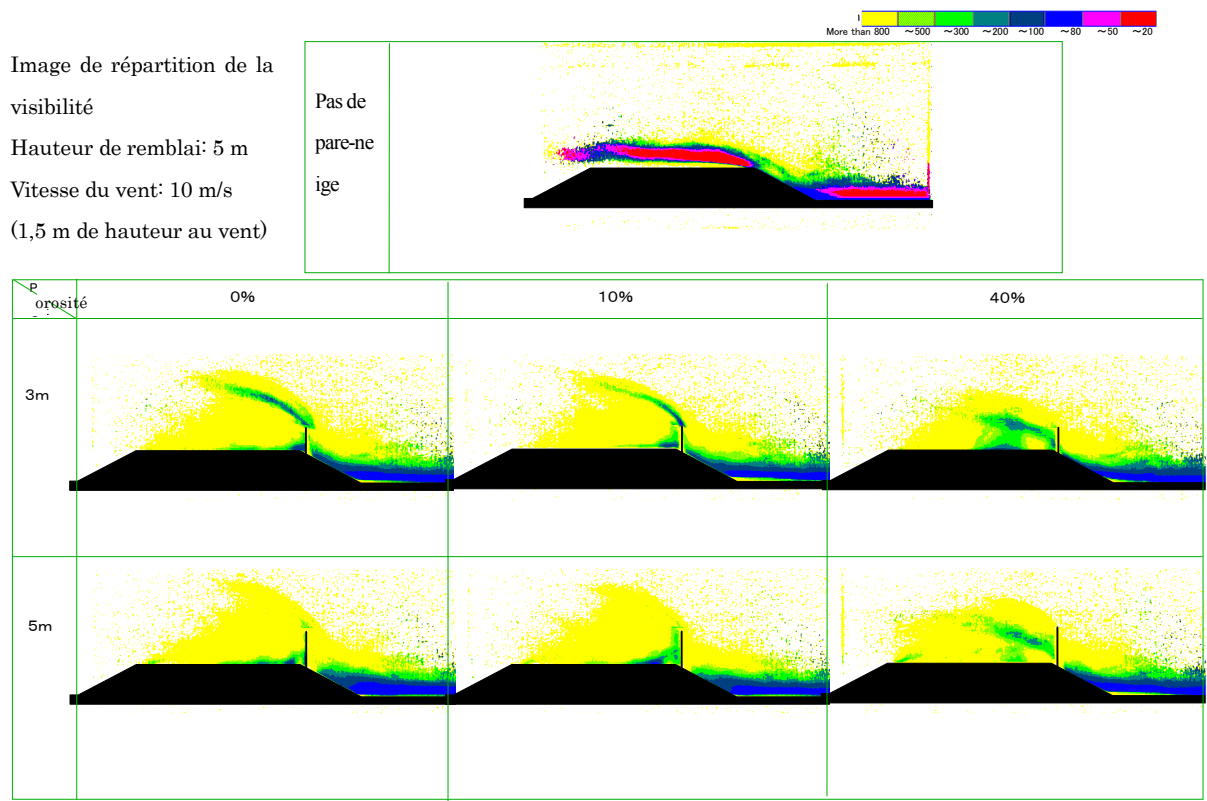 More than 800 ~500 ~300 ~200 ~100 ~80 ~50 ~20
Image de répartition de la
visibilité
Hauteur de remblai: 5 m
Vitesse du vent: 10 m/s
(1,5 m de hauteur au vent)
Pas de
pare-ne
ige
P
orosité
0%
10%
40%
3m
5m